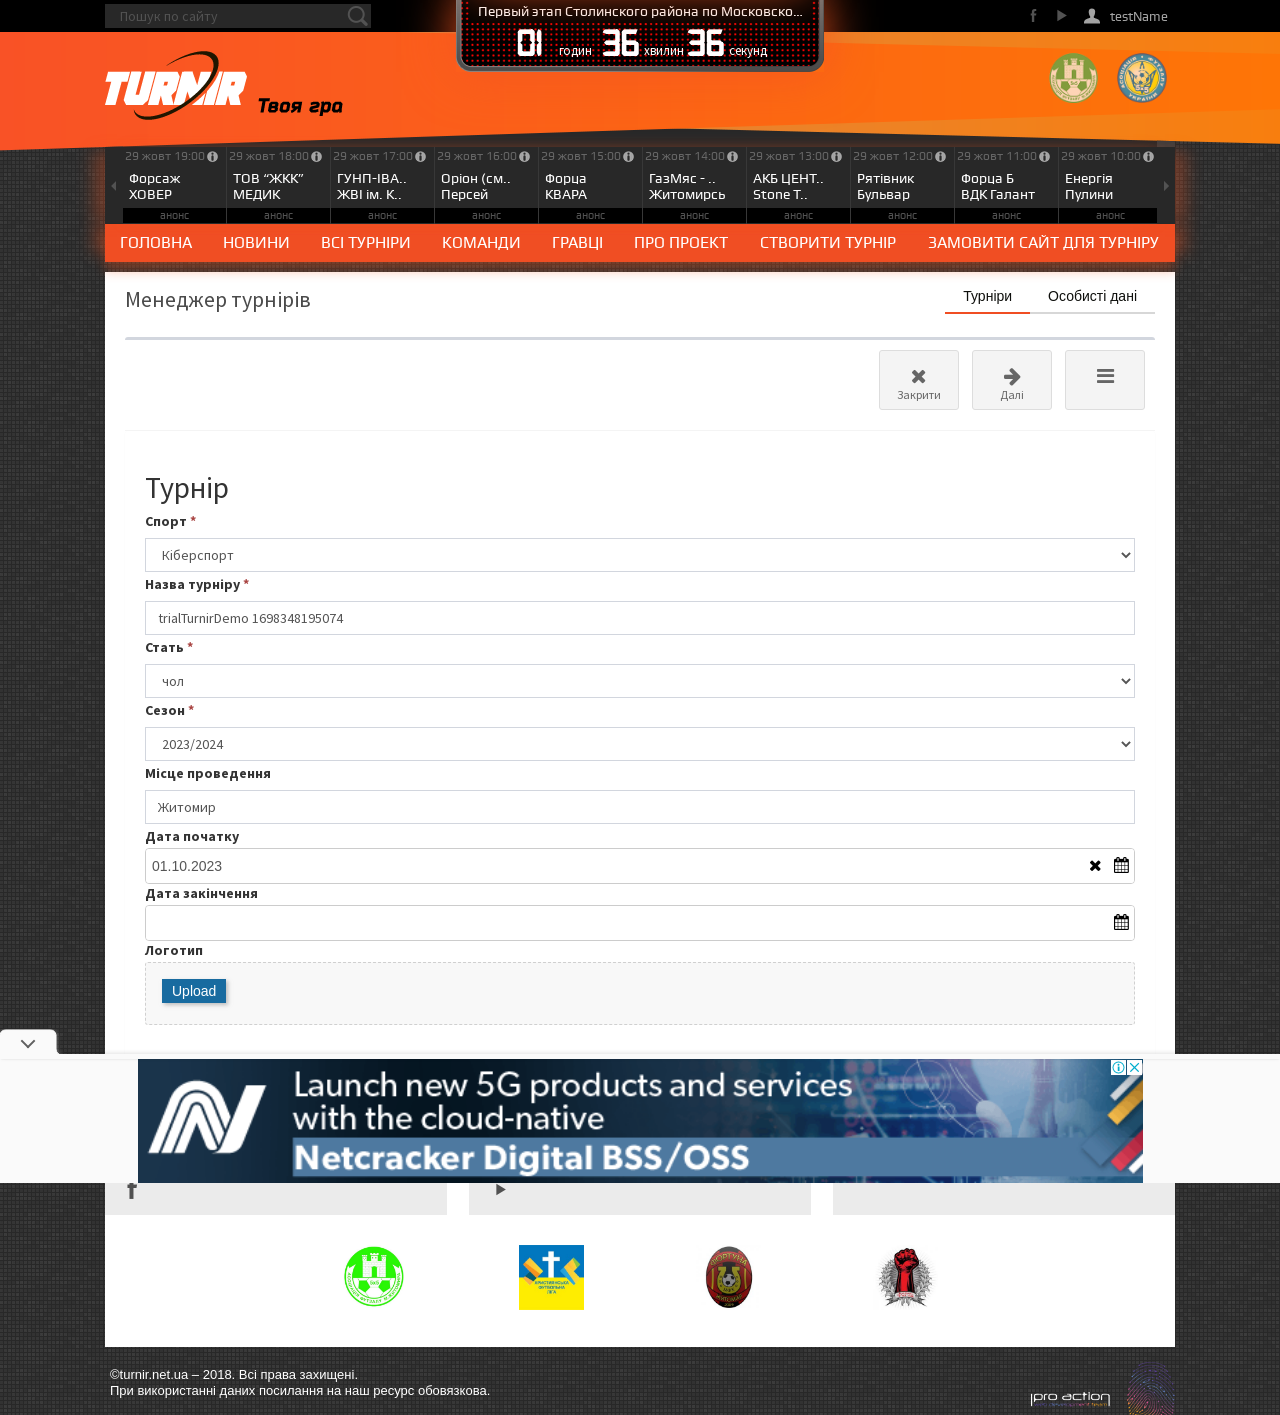 Пошук по сайту
Первый этап Столинского района по Московско...
01 годин 36 хвилин 36 секунд
testName
TURNIR
Твоя гра
29 жовт 19:00
Форсаж
ХОВЕР
анонс
29 жовт 18:00
ТОВ “ЖКК”
МЕДИК
анонс
29 жовт 17:00
ГУНП-ІВА..
ЖВІ ім. К..
анонс
29 жовт 16:00
Оріон (см..
Персей
анонс
29 жовт 15:00
Форца
КВАРА
анонс
29 жовт 14:00
ГазМяс - ..
Житомирсь
анонс
29 жовт 13:00
АКБ ЦЕНТ..
Stone T..
анонс
29 жовт 12:00
Рятівник
Бульвар
анонс
29 жовт 11:00
Форца Б
ВДК Галант
анонс
29 жовт 10:00
Енергія
Пулини
анонс
ГОЛОВНА НОВИНИ ВСІ ТУРНІРИ КОМАНДИ ГРАВЦІ ПРО ПРОЕКТ СТВОРИТИ ТУРНІР ЗАМОВИТИ САЙТ ДЛЯ ТУРНІРУ
Менеджер турнірів
Турніри Особисті дані
Закрити Далі
Турнір
Спорт *
Кіберспорт
Назва турніру *
trialTurnirDemo 1698348195074
Стать *
чол
Сезон *
2023/2024
Місце проведення
Житомир
Дата початку
01.10.2023
Дата закінчення
Логотип
Upload
Launch new 5G products and services
with the cloud-native
Netcracker Digital BSS/OSS
©turnir.net.ua – 2018. Всі права захищені.
При використанні даних посилання на наш ресурс обовязкова.
pro action